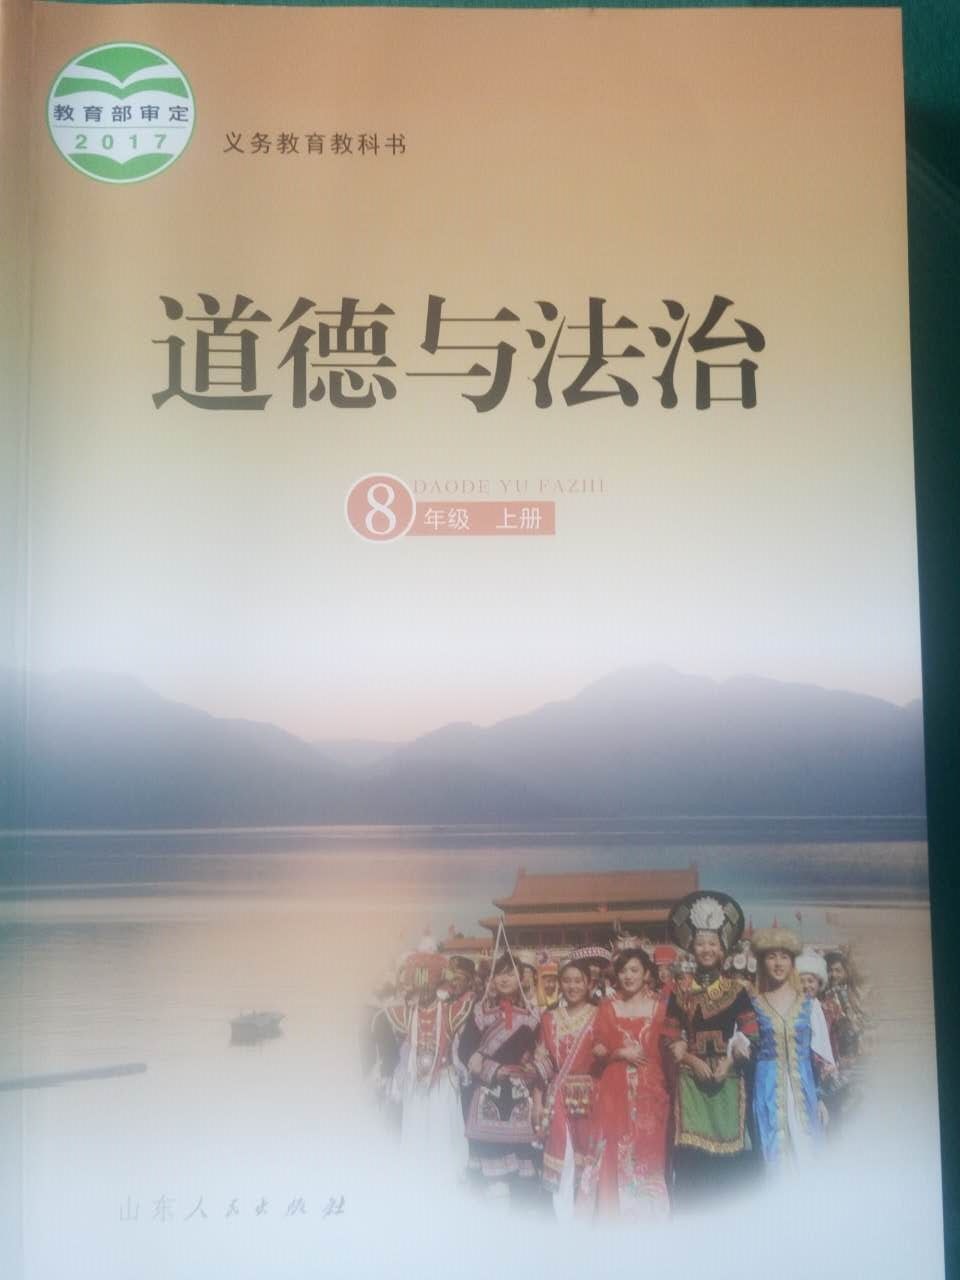 教育部审定
2017
义务教育教科书
道德与法治
DAODE YU FAZHI
8年级 上册
山东人民出版社